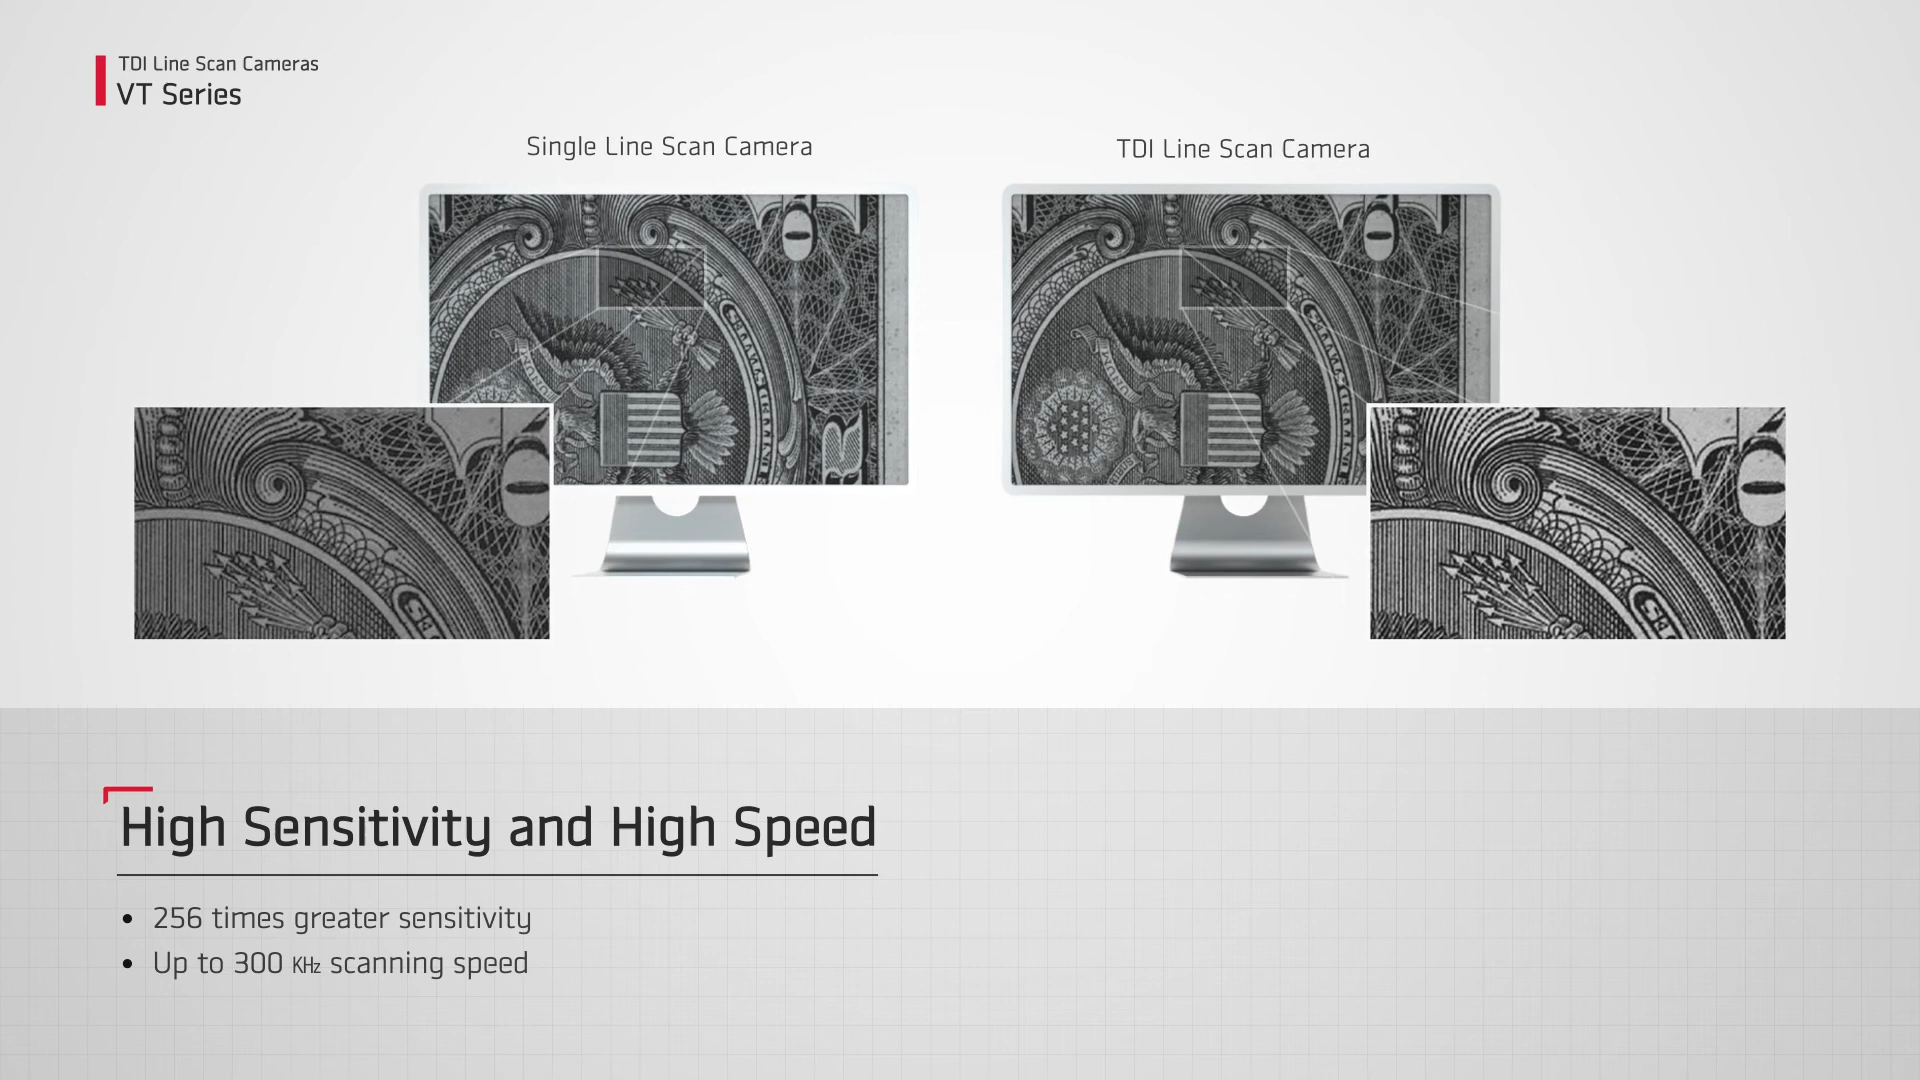 TDI Line Scan Cameras
VT Series
Single Line Scan Camera
TDI Line Scan Camera
High Sensitivity and High Speed
• 256 times greater sensitivity
• Up to 300 KHz scanning speed